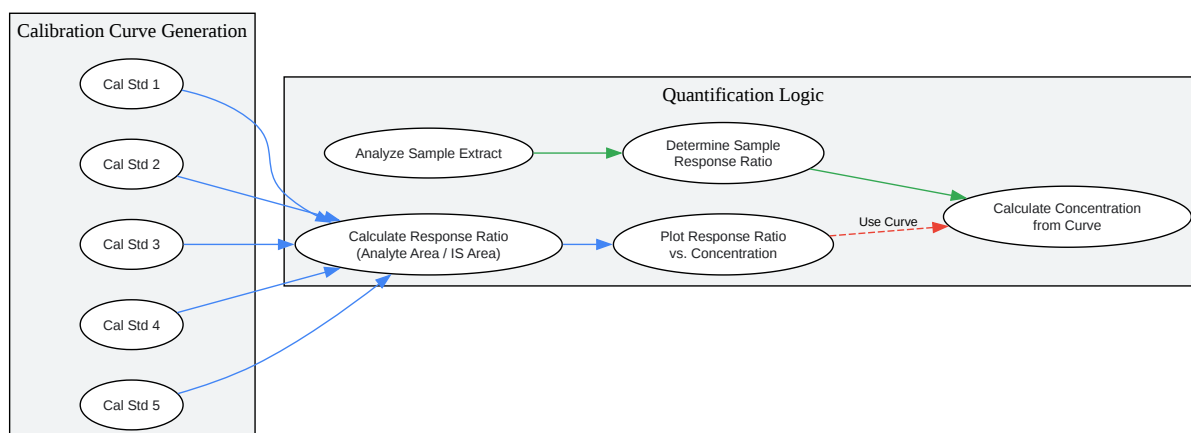 Calibration Curve Generation
Cal Std 1
Cal Std 2
Cal Std 3
Cal Std 4
Cal Std 5
Quantification Logic
Analyze Sample Extract
Determine Sample
Response Ratio
Calculate Response Ratio
(Analyte Area / IS Area)
Plot Response Ratio
vs. Concentration
Use Curve
Calculate Concentration
from Curve